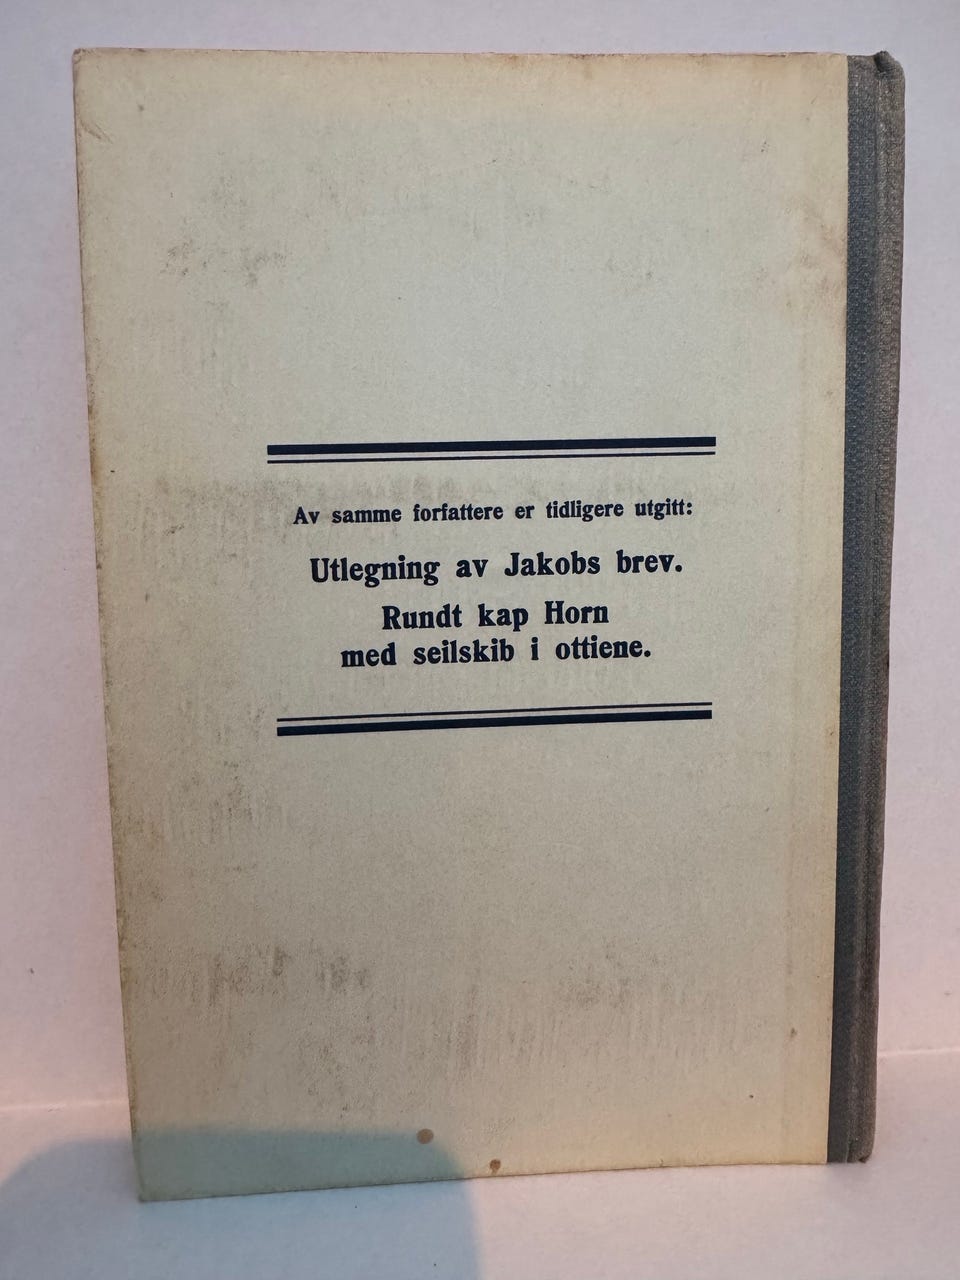 Av samme forfattere er tidligere utgitt:
Utlegning av Jakobs brev.
Rundt kap Horn
med seilskib i ottiene.